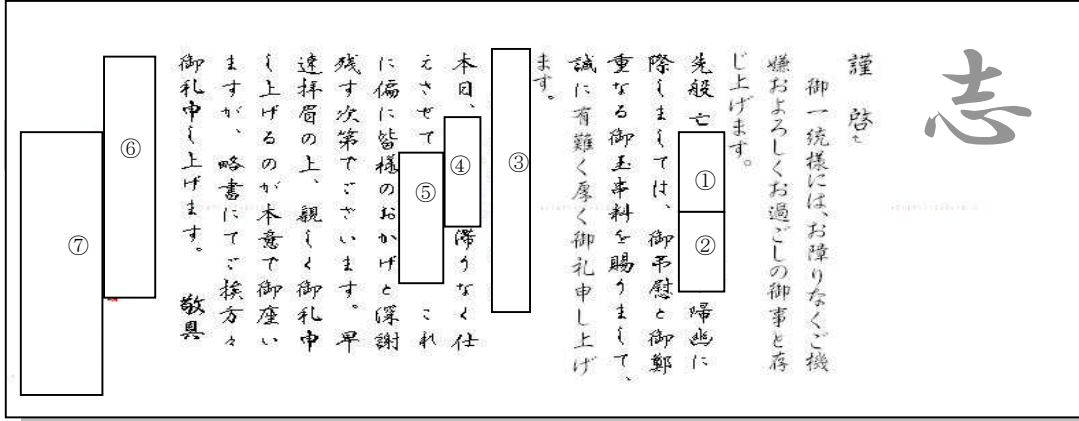 志
謹 啓
御一統様には、お障りなくご機
嫌およろしくお過ごしの御事と存
じ上げます。
先般亡 ① ② 帰幽に
際しましては、御弔慰と御鄭
重なる御玉串料を賜りまして、
誠に有難く厚く御礼申し上げ
ます。
③
本日、 ④ 滞りなく仕
えさせて ⑤ これ
に偏に皆様のおかげと深謝
残す次第でございます。早
速拝眉の上、親しく御礼申
し上げるのが本意で御座い
ますが、略書にてご挨方々
御礼申し上げます。 敬具
⑥
⑦